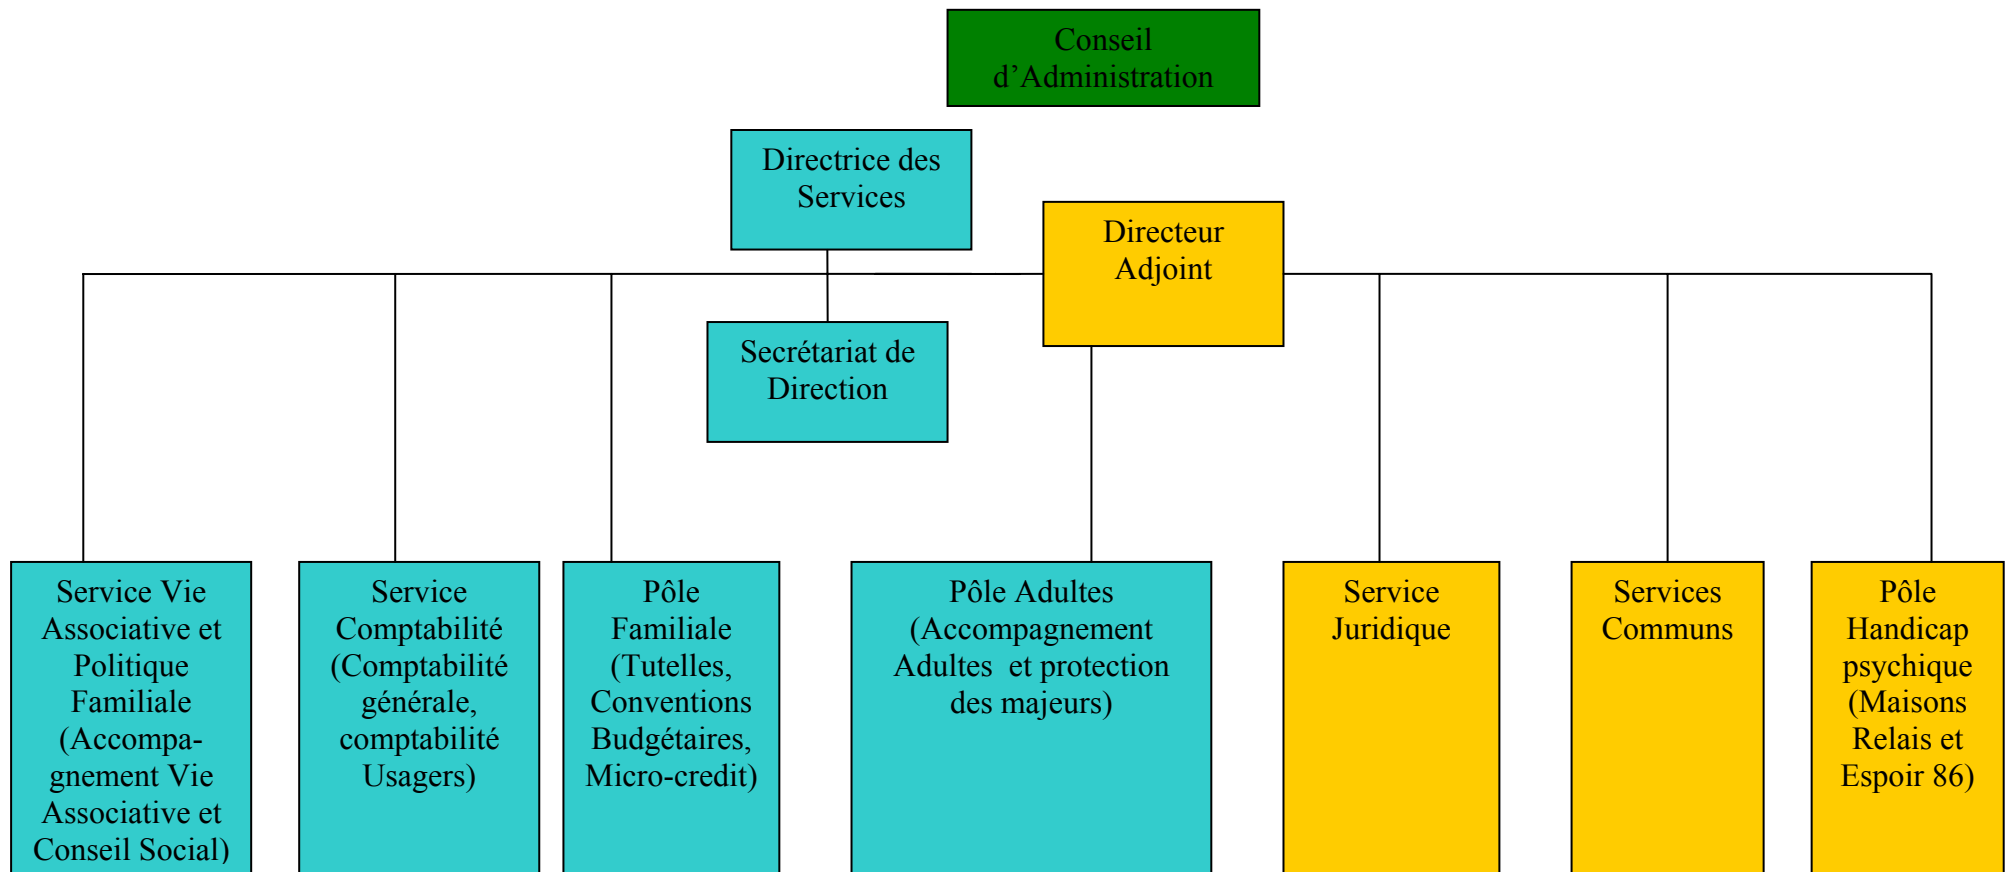 Conseil
d’Administration
Directrice des
Services
Directeur
Adjoint
Secrétariat de
Direction
Service Vie
Associative et
Politique
Familiale
(Accompa-
gnement Vie
Associative et
Conseil Social)
Service
Comptabilité
(Comptabilité
générale,
comptabilité
Usagers)
Pôle
Familiale
(Tutelles,
Conventions
Budgétaires,
Micro-credit)
Pôle Adultes
(Accompagnement
Adultes et protection
des majeurs)
Service
Juridique
Services
Communs
Pôle
Handicap
psychique
(Maisons
Relais et
Espoir 86)